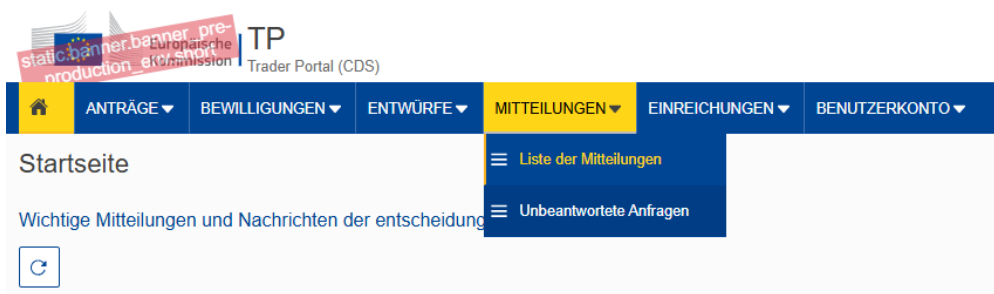 static.banner.banner_pre-
production_env.short
Europäische
Kommission
TP
Trader Portal (CDS)
ANTRÄGE
BEWILLIGUNGEN
ENTWÜRFE
MITTEILUNGEN
EINREICHUNGEN
BENUTZERKONTO
Startseite
Liste der Mitteilungen
Wichtige Mitteilungen und Nachrichten der entscheidung
Unbeantwortete Anfragen